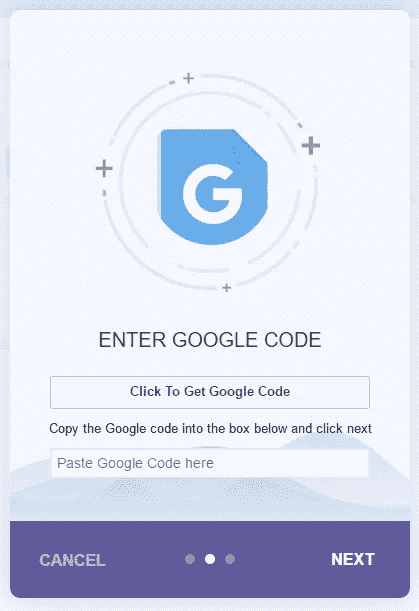 G
ENTER GOOGLE CODE
Click To Get Google Code
Copy the Google code into the box below and click next
Paste Google Code here
CANCEL
NEXT